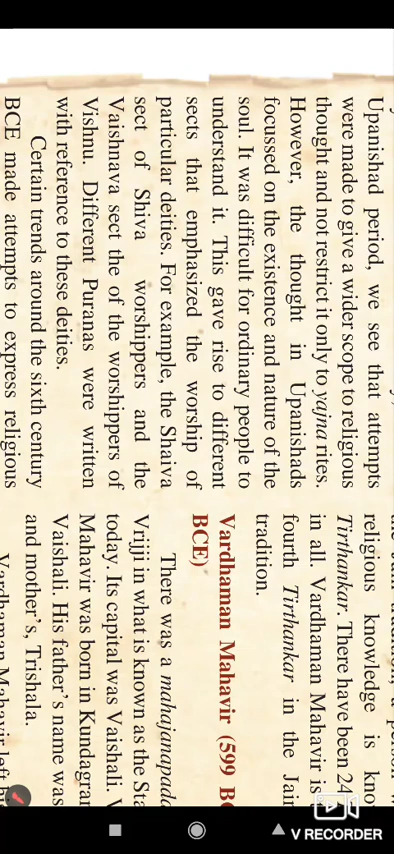 Upanishad period, we see that attempts
were made to give a wider scope to religious
thought and not restrict it only to yajna rites.
However, the thought in Upanishads
focussed on the existence and nature of the
soul. It was difficult for ordinary people to
understand it. This gave rise to different
sects that emphasized the worship of
particular deities. For example, the Shaiva
sect of Shiva worshippers and the
Vaishnava sect the of the worshippers of
Vishnu. Different Puranas were written
with reference to these deities.
Certain trends around the sixth century
BCE made attempts to express religious
religious knowledge is
Tirthankar. There have been 24
in all. Vardhaman Mahavir is
fourth Tirthankar in the
tradition.
Vardhaman Mahavir (599
BCE)
There was a mahajanapada
Vrijji in what is known as the
today. Its capital was Vaishali.
Mahavir was born in
Vaishali. His father's name was
and mother's, Trishala.
Vardhaman Mahavir left
V RECORDER